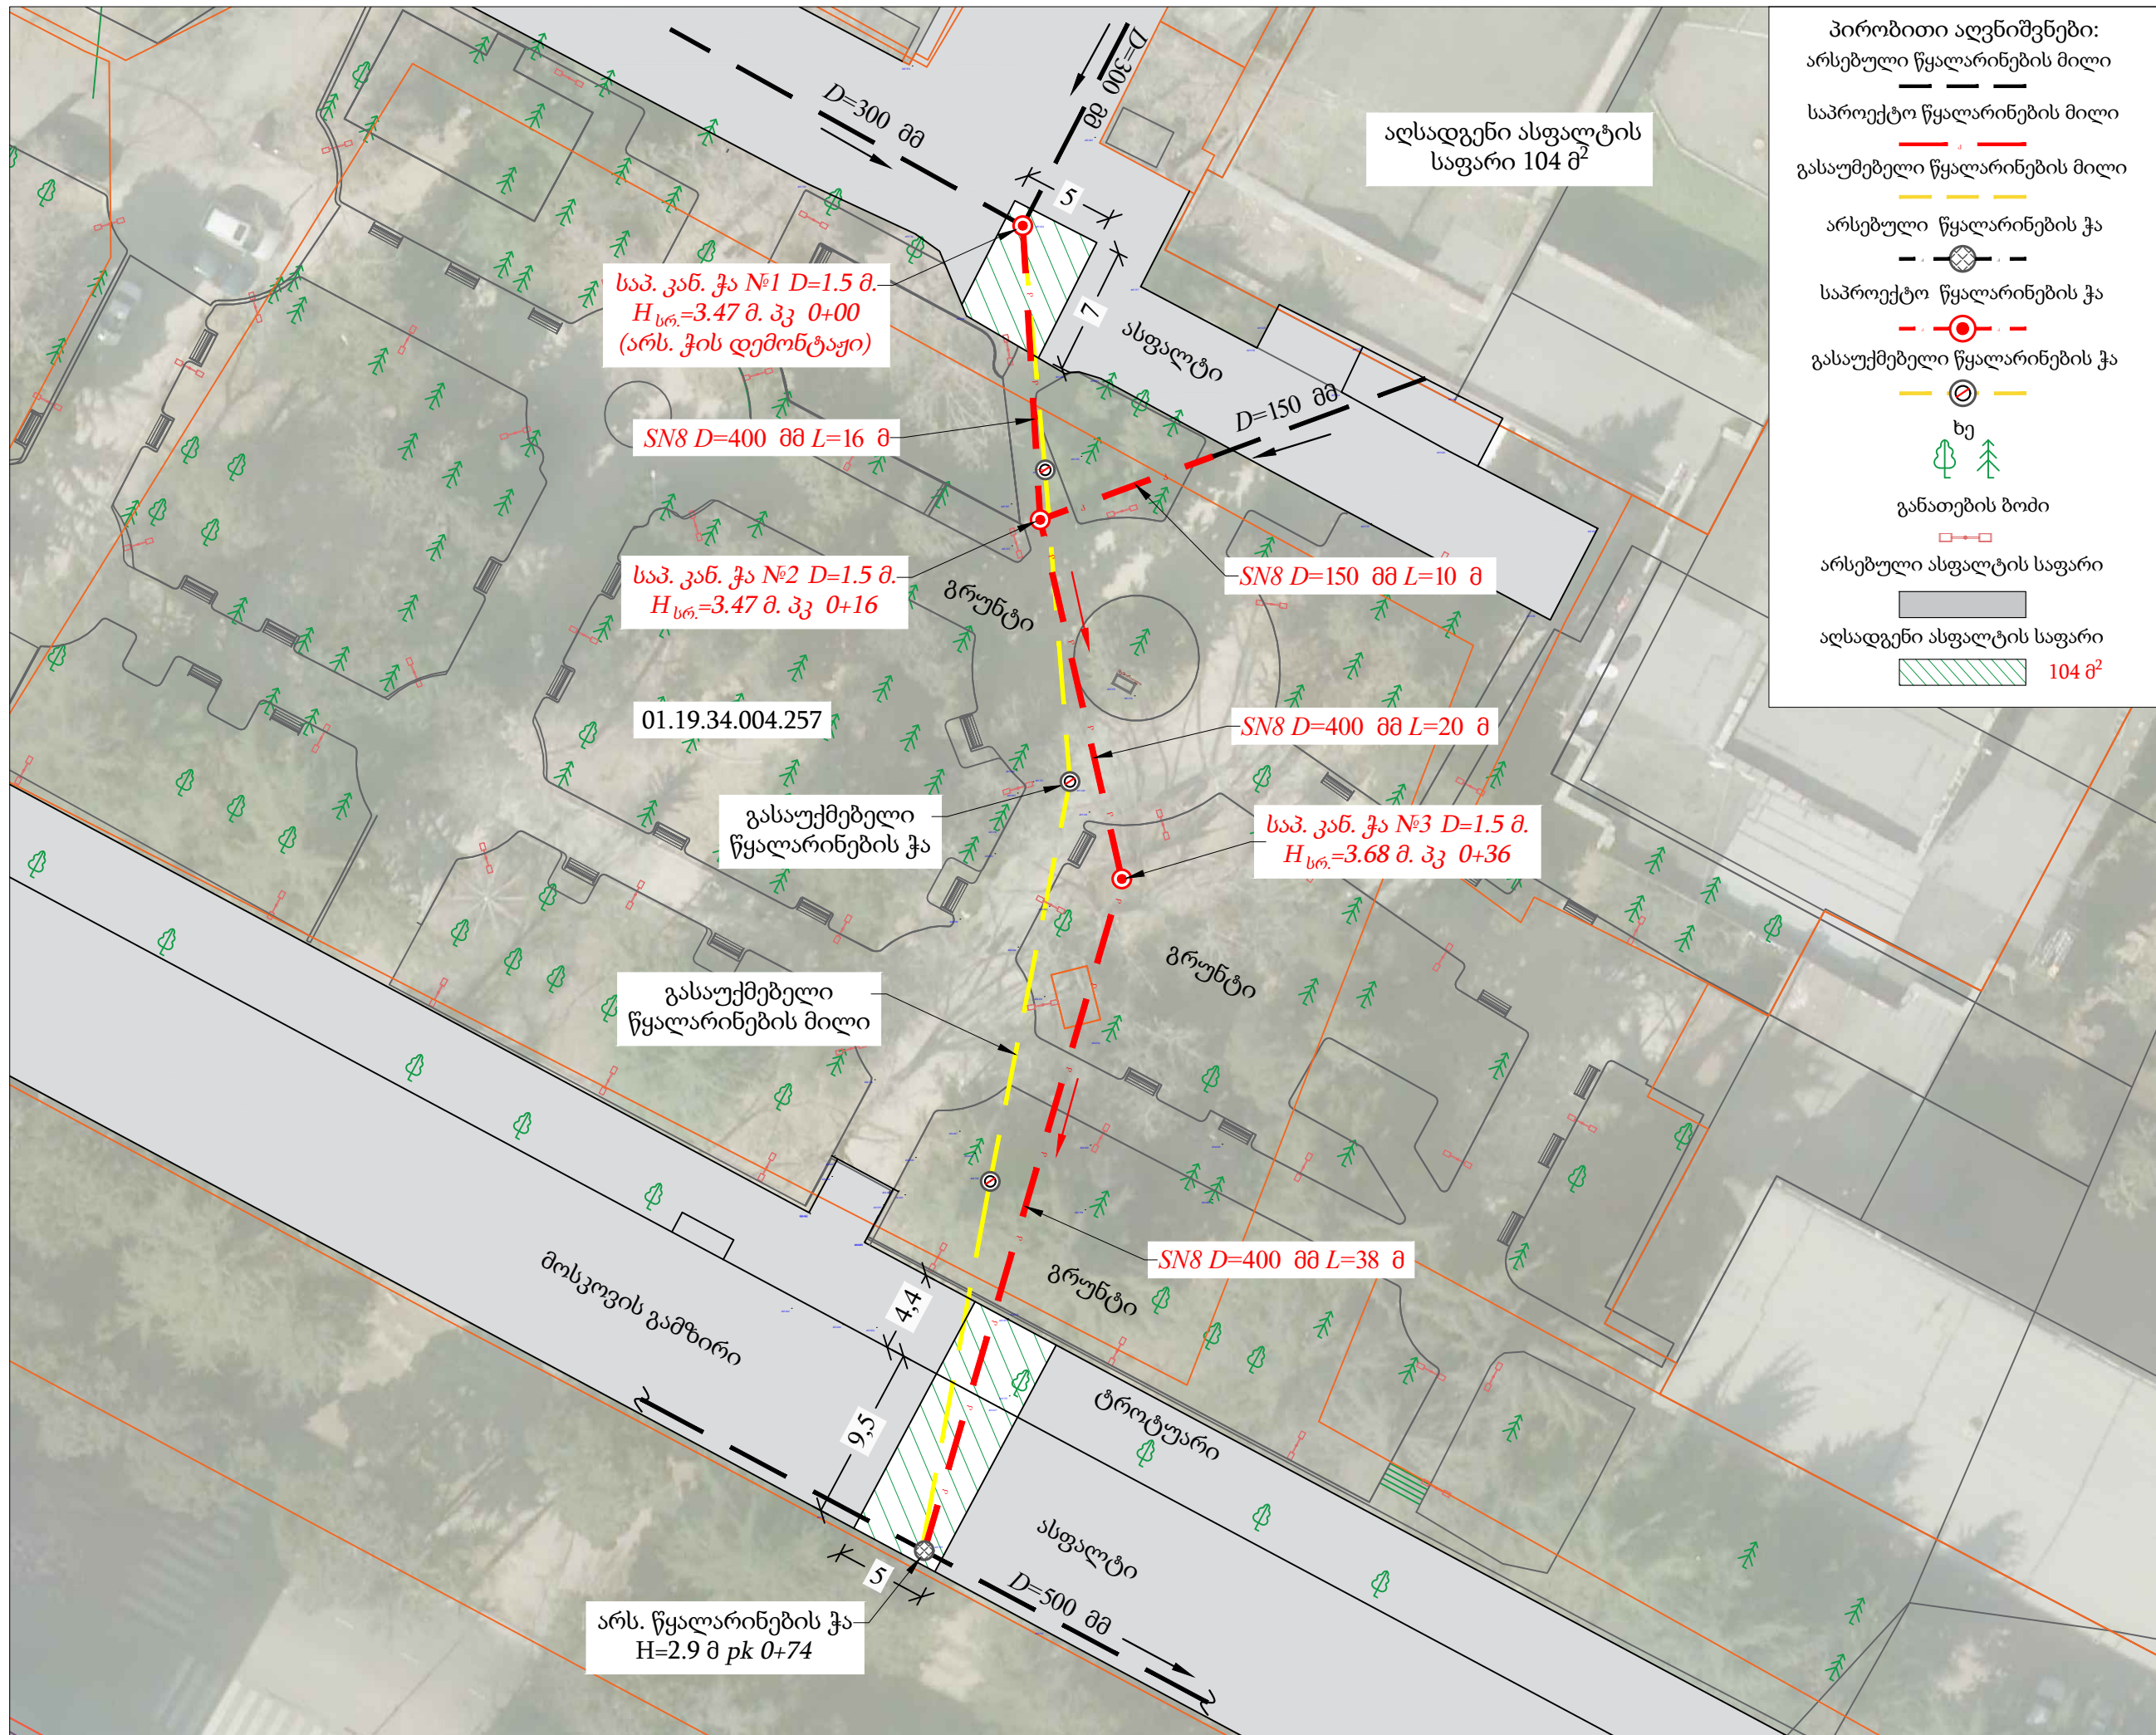 პირობითი აღვნიშვნები:
არსებული წყალარინების მილი
საპროექტო წყალარინების მილი
გასაუმებელი წყალარინების მილი
არსებული წყალარინების ჭა
საპროექტო წყალარინების ჭა
გასაუქმებელი წყალარინების ჭა
ხე
განათების ბოძი
არსებული ასფალტის საფარი
აღსადგენი ასფალტის საფარი
104 მ²
აღსადგენი ასფალტის
საფარი 104 მ²
D=300 მმ
D=300 მმ
5
7
საპ. კან. ჭა №1 D=1.5 მ.
Hსრ.=3.47 მ. პკ 0+00
(არს. ჭის დემონტაჟი)
ასფალტი
D=150 მმ
SN8 D=400 მმ L=16 მ
საპ. კან. ჭა №2 D=1.5 მ.
Hსრ.=3.47 მ. პკ 0+16
SN8 D=150 მმ L=10 მ
გრუნტი
01.19.34.004.257
SN8 D=400 მმ L=20 მ
გასაუქმებელი
წყალარინების ჭა
საპ. კან. ჭა №3 D=1.5 მ.
Hსრ.=3.68 მ. პკ 0+36
გრუნტი
გასაუქმებელი
წყალარინების მილი
SN8 D=400 მმ L=38 მ
გრუნტი
მოსკოვის გამზირი
4,4
9,5
ტროტუარი
ასფალტი
5
D=500 მმ
არს. წყალარინების ჭა
H=2.9 მ pk 0+74